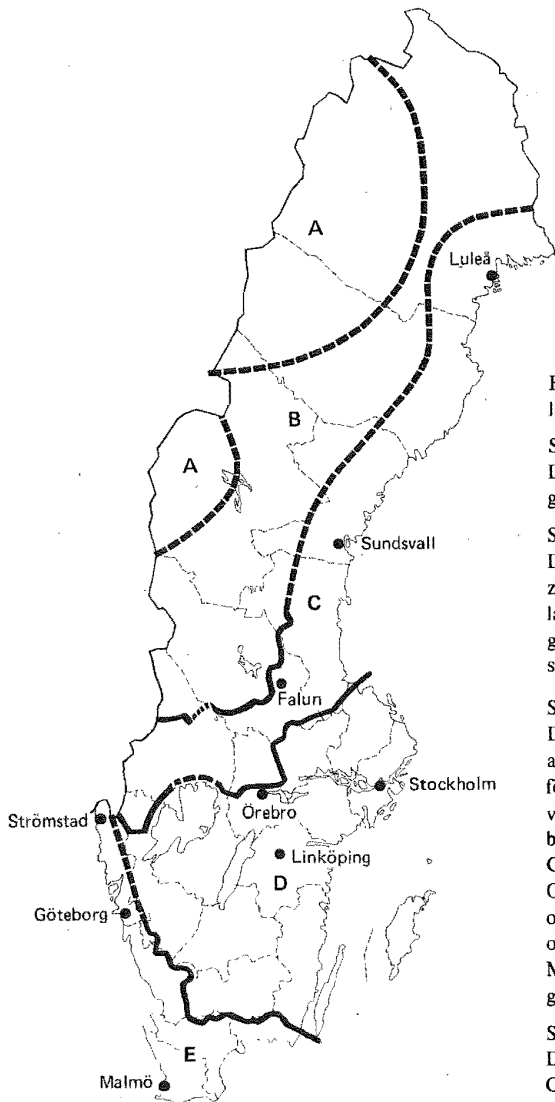 A
Luleå
B
A
Sundsvall
C
Falun
Stockholm
Örebro
Strömstad
Linköping
D
Göteborg
E
Malmö
S
D
g
S
D
z
g
s
S
D
a
v
b
o
o
M
g
S
D